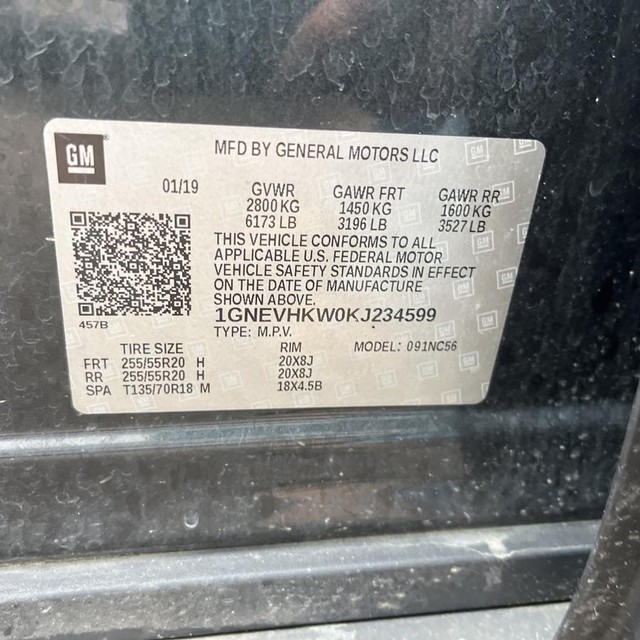 GM
MFD BY GENERAL MOTORS LLC
01/19 GVWR GAWR FRT GAWR RR
2800 KG 1450 KG 1600 KG
6173 LB 3196 LB 3527 LB
THIS VEHICLE CONFORMS TO ALL
APPLICABLE U.S. FEDERAL MOTOR
VEHICLE SAFETY STANDARDS IN EFFECT
ON THE DATE OF MANUFACTURE
SHOWN ABOVE.
1GNEVHKW0KJ234599
457B
TYPE: M.P.V.
TIRE SIZE RIM MODEL: 091NC56
FRT 255/55R20 H 20X8J
RR 255/55R20 H 20X8J
SPA T135/70R18 M 18X4.5B